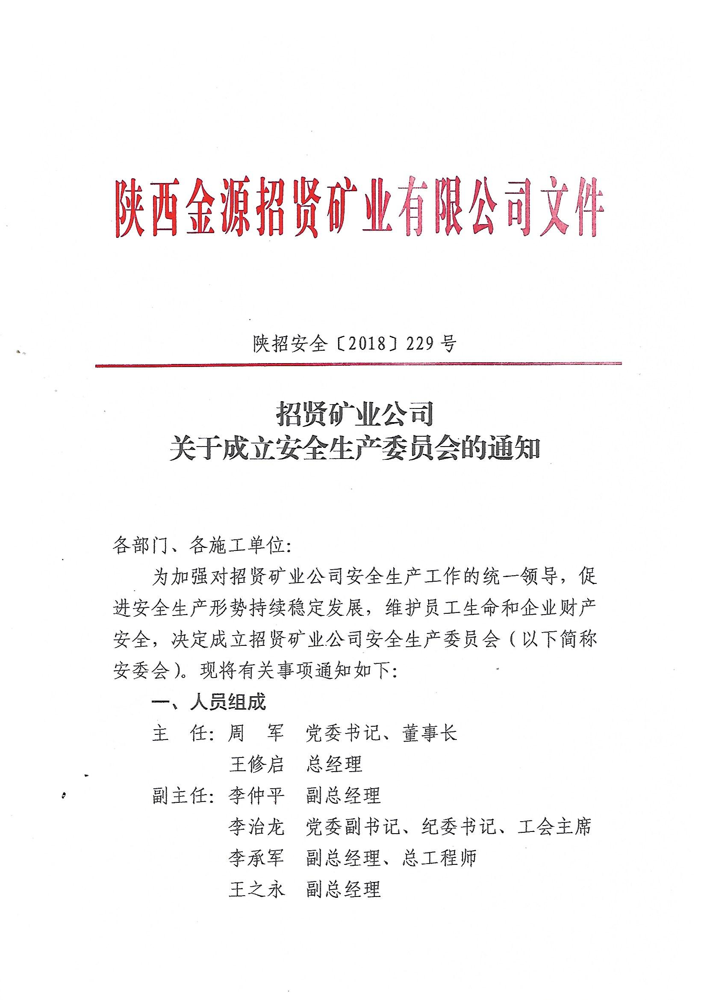 陕西金源招贤矿业有限公司文件
陕招安全〔2018〕229 号
招贤矿业公司
关于成立安全生产委员会的通知
各部门、各施工单位:
为加强对招贤矿业公司安全生产工作的统一领导，促
进安全生产形势持续稳定发展，维护员工生命和企业财产
安全，决定成立招贤矿业公司安全生产委员会（以下简称
安委会）。现将有关事项通知如下:
一、人员组成
主　任: 周　军　党委书记、董事长
王修启　总经理
副主任: 李仲平　副总经理
李治龙　党委副书记、纪委书记、工会主席
李承军　副总经理、总工程师
王之永　副总经理